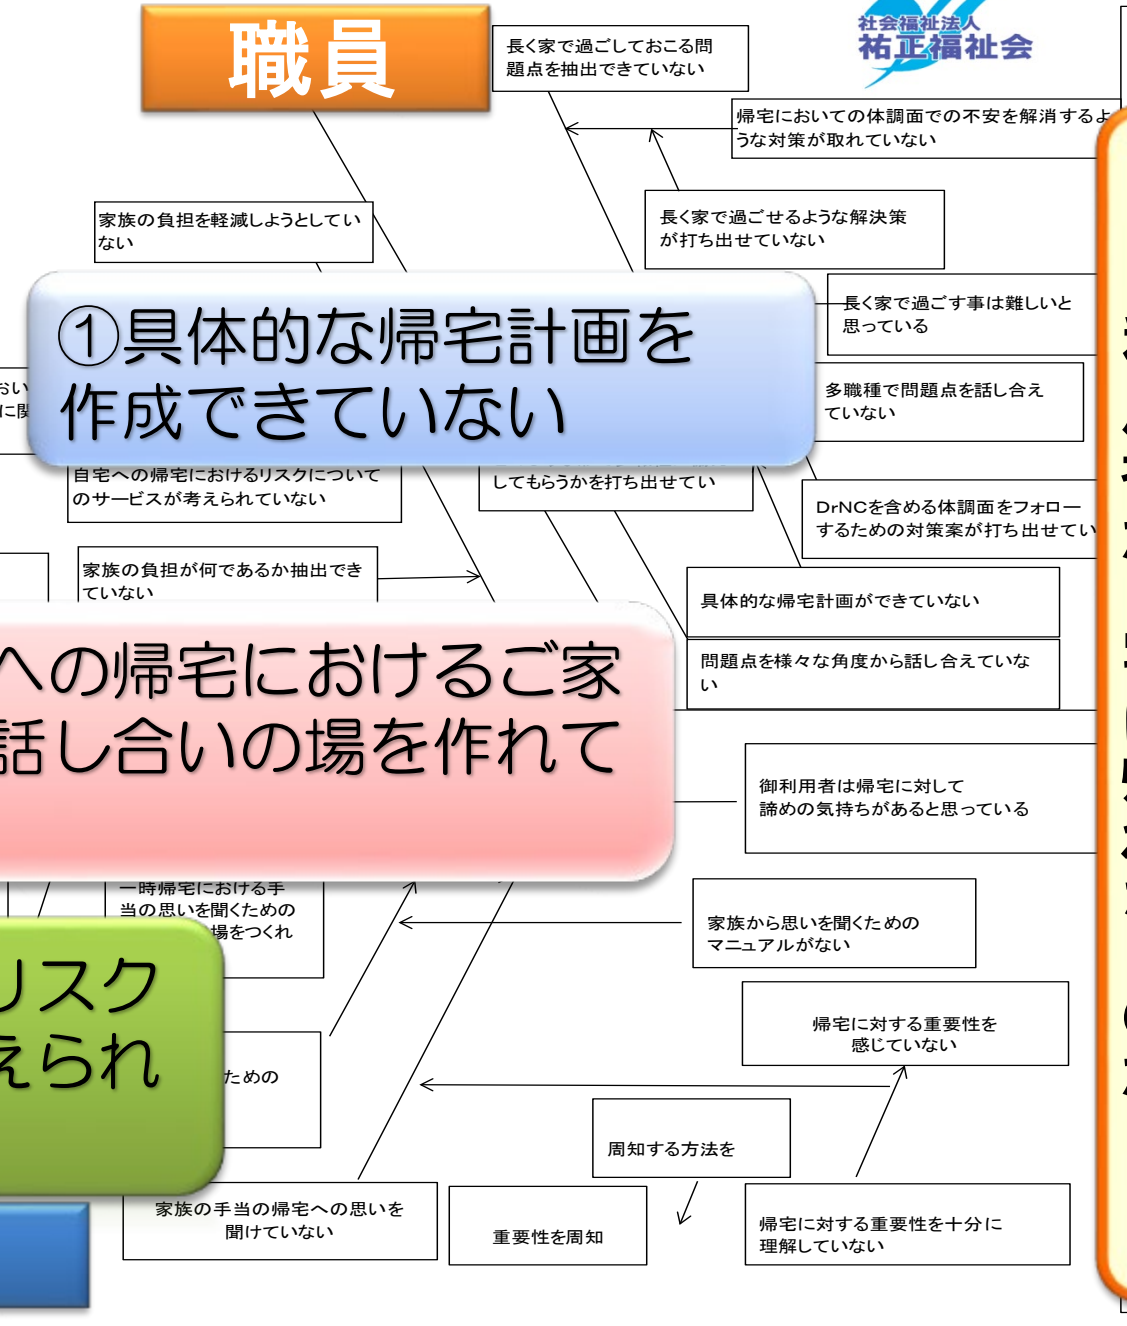 職員
社会福祉法人
祐正福祉会
長く家で過ごしておこる問
題点を抽出できていない
帰宅においての体調面での不安を解消するよ
うな対策が取れていない
家族の負担を軽減しようとしてい
ない
長く家で過ごせるような解決策
が打ち出せていない
①具体的な帰宅計画を
作成できていない
長く家で過ごす事は難しいと
思っている
多職種で問題点を話し合え
ていない
自宅への帰宅におけるリスクについて
のサービスが考えられていない
してもらうかを打ち出せてい
DrNCを含める体調面をフォロー
するための対策案が打ち出せてい
家族の負担が何であるか抽出でき
ていない
具体的な帰宅計画ができていない
への帰宅におけるご家
話し合いの場を作れて
問題点を様々な角度から話し合えていな
い
御利用者は帰宅に対して
諦めの気持ちがあると思っている
一時帰宅における手
当の思いを聞くための
場をつくれ
家族から思いを聞くための
マニュアルがない
リスク
えられ
ための
帰宅に対する重要性を
感じていない
周知する方法を
家族の手当の帰宅への思いを
聞けていない
重要性を周知
帰宅に対する重要性を十分に
理解していない